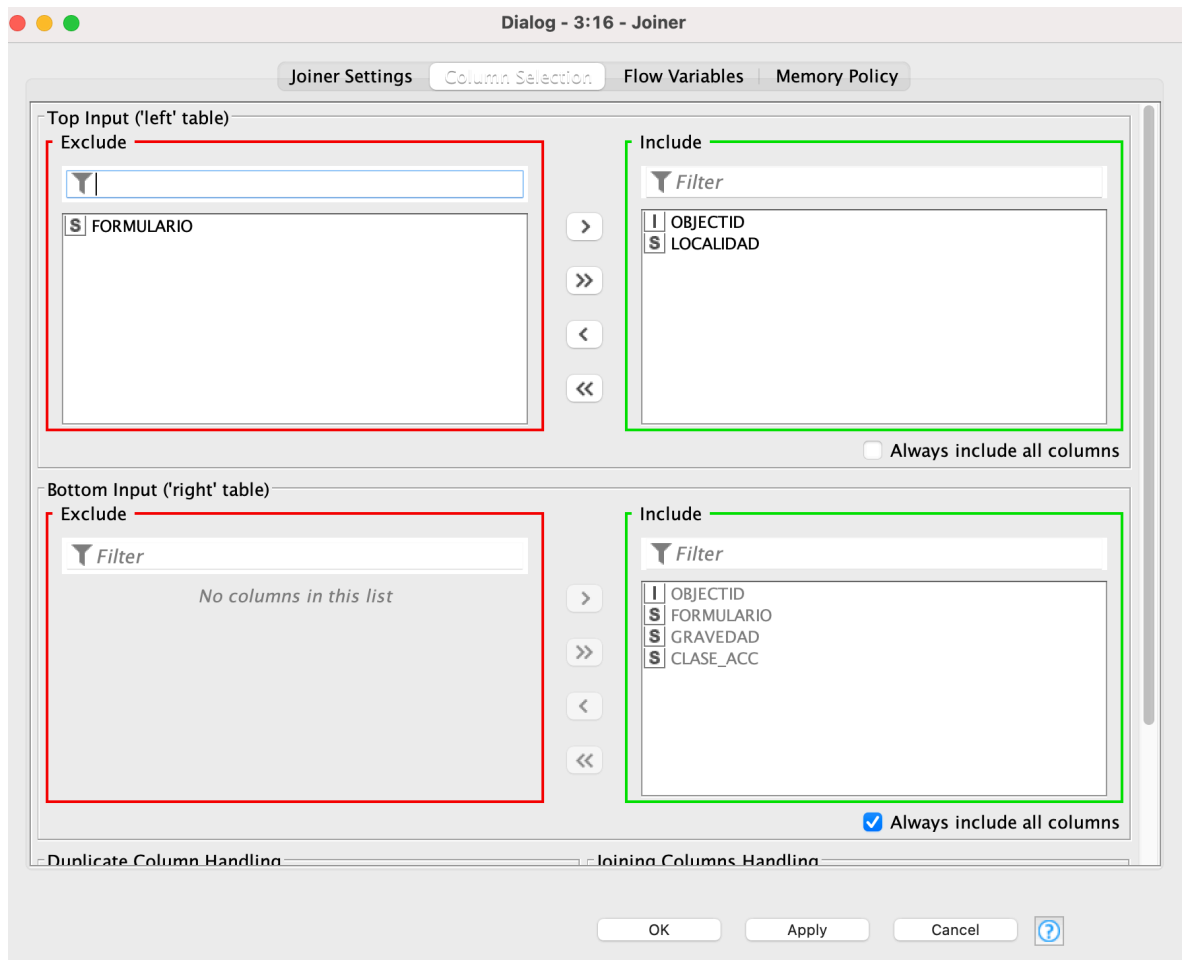 Dialog - 3:16 - Joiner
Joiner Settings Column Selection Flow Variables Memory Policy
Top Input ('left' table)
Exclude
S FORMULARIO
Include
Filter
I OBJECTID
S LOCALIDAD
>
>>
<
<<
Always include all columns
Bottom Input ('right' table)
Exclude
Filter
No columns in this list
>
>>
<
<<
Include
Filter
I OBJECTID
S FORMULARIO
S GRAVEDAD
S CLASE_ACC
Always include all columns
Duplicate Column Handling
Joining Columns Handling
OK Apply Cancel ?